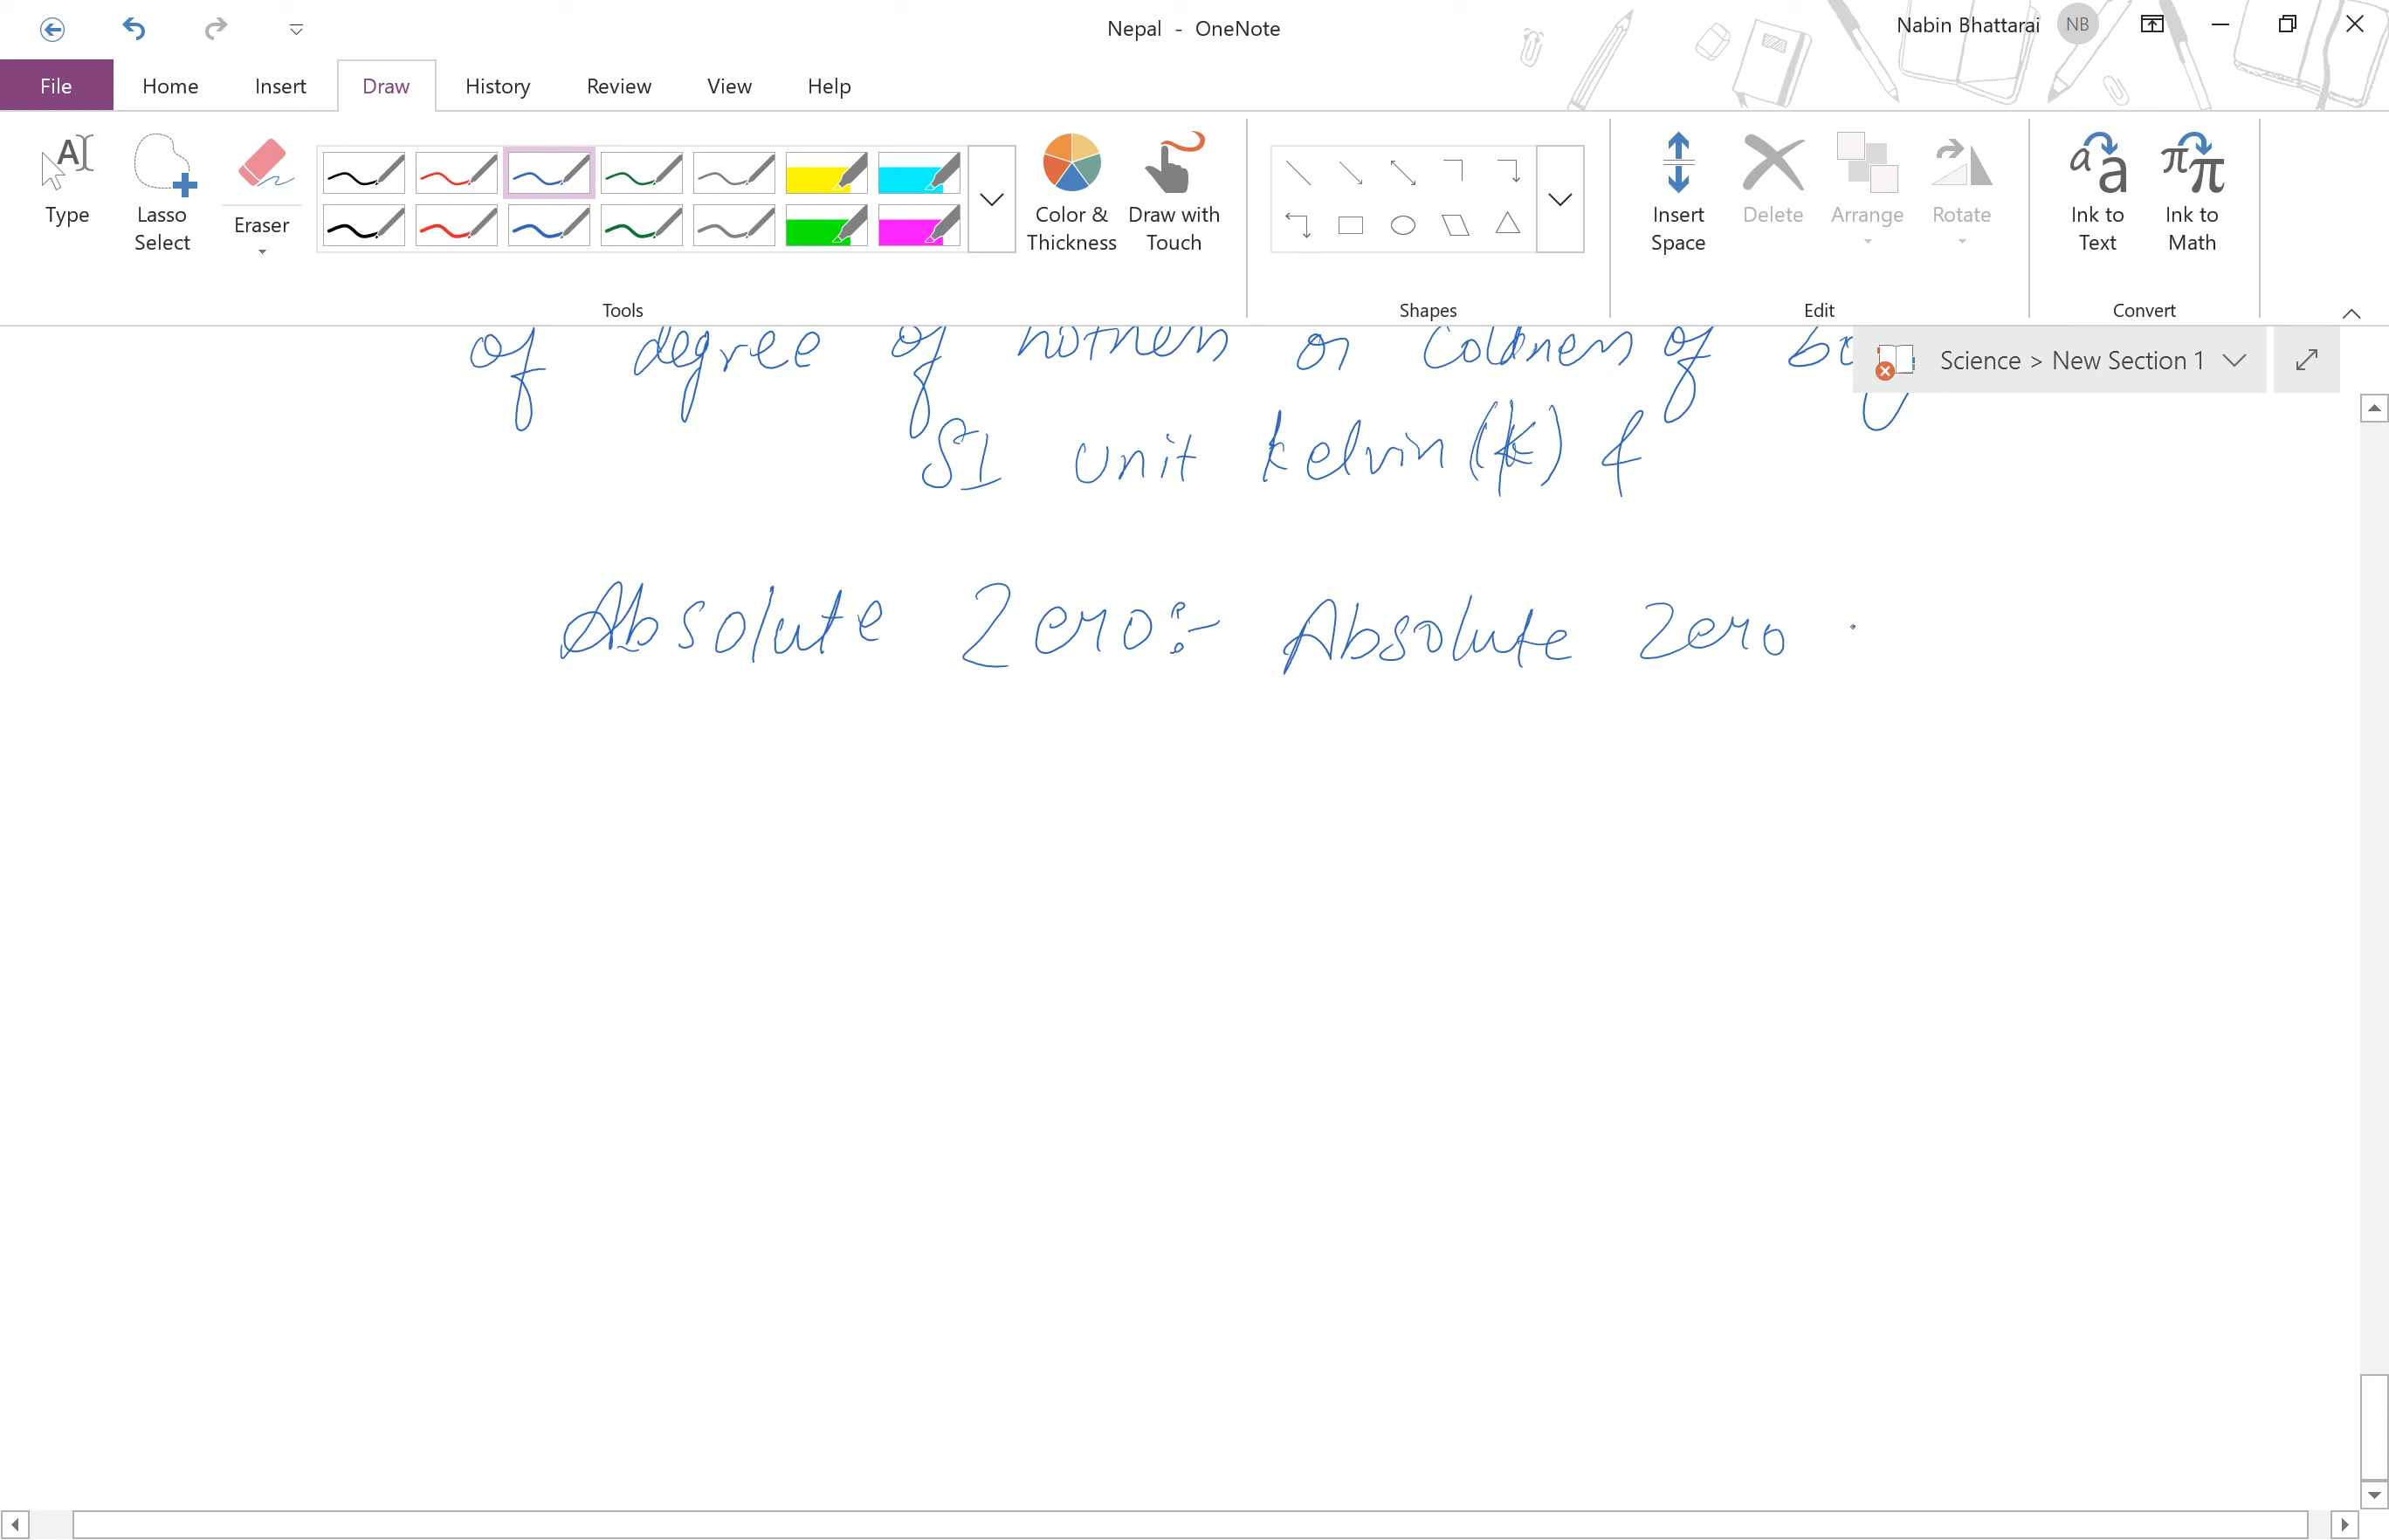 Nepal - OneNote
Nabin Bhattarai NB
File Home Insert Draw History Review View Help
Type
Lasso Select
Eraser
Color & Thickness
Draw with Touch
Insert Space
Delete
Arrange
Rotate
Ink to Text
Ink to Math
Tools
Shapes
Edit
Convert
of degree of hotness or coldness of
Science > New Section 1
SI unit kelvin (k) f
Absolute Zero:- Absolute Zero .